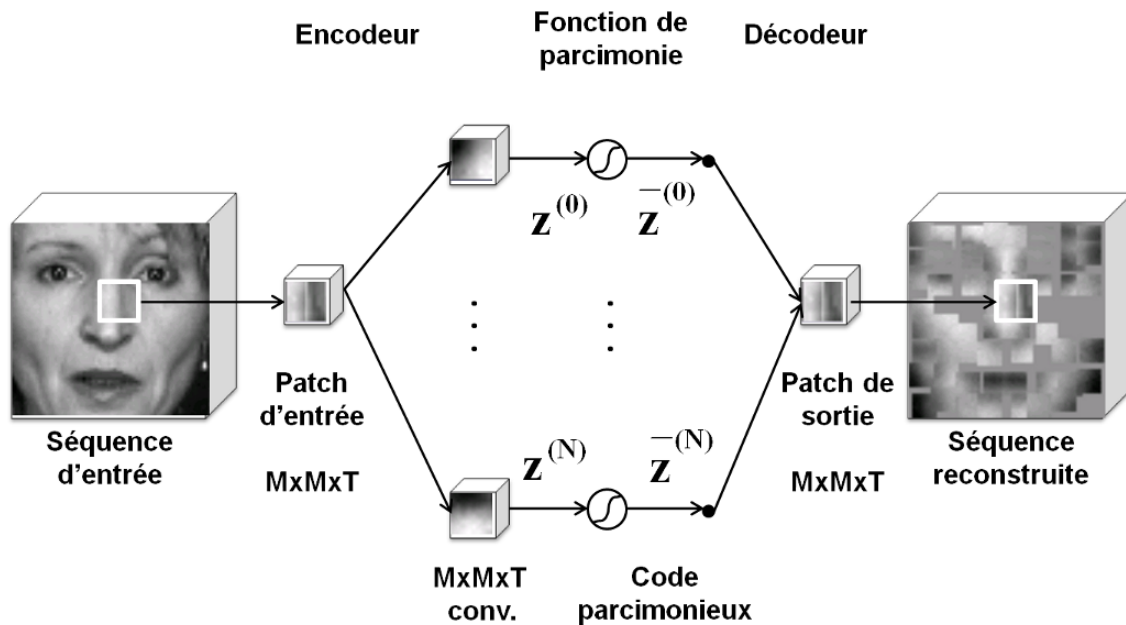 Encodeur
Fonction de
parcimonie
Décodeur
z(0)
z̅(0)
Patch
d'entrée
MxMxT
Patch de
sortie
MxMxT
Séquence
d'entrée
Séquence
reconstruite
z(N)
z̅(N)
MxMxT
conv.
Code
parcimonieux